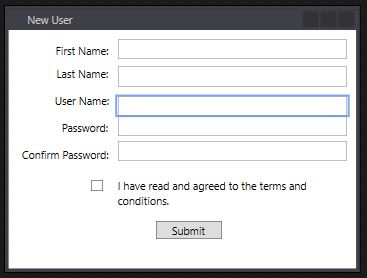 New User
First Name:
Last Name:
User Name:
Password:
Confirm Password:
I have read and agreed to the terms and
conditions.
Submit